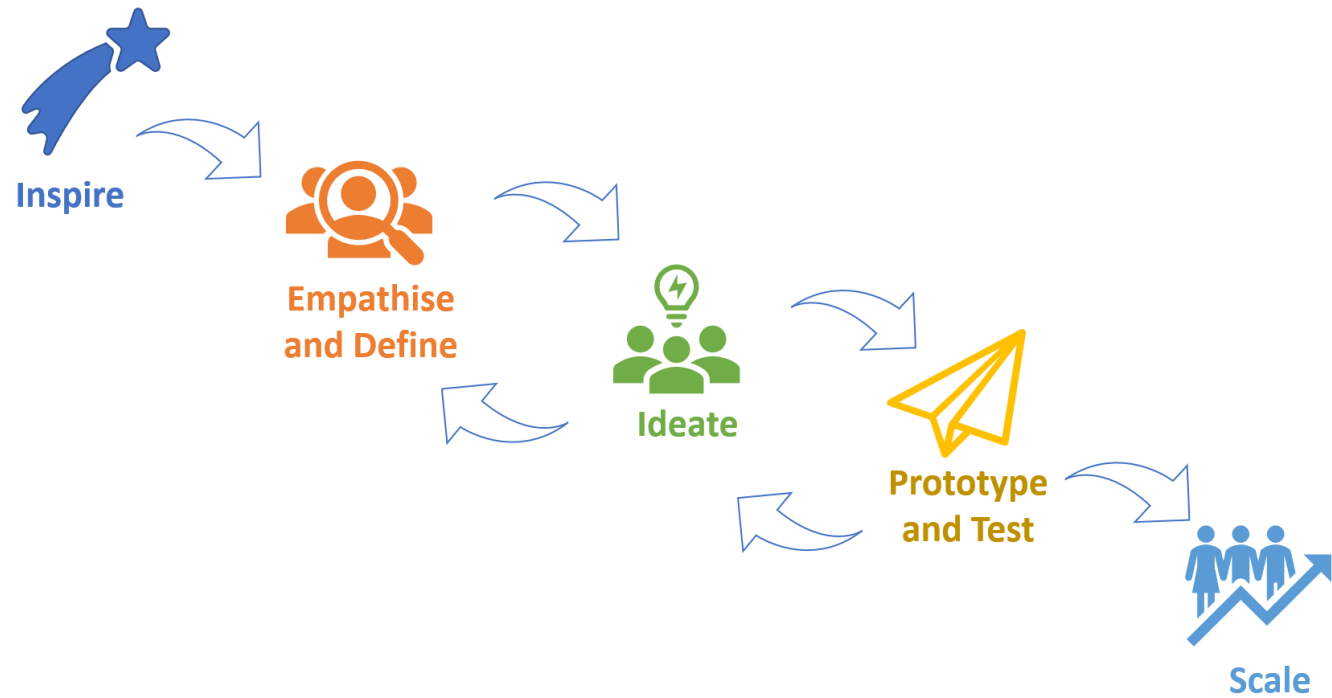 Inspire
Empathise
and Define
Ideate
Prototype
and Test
Scale